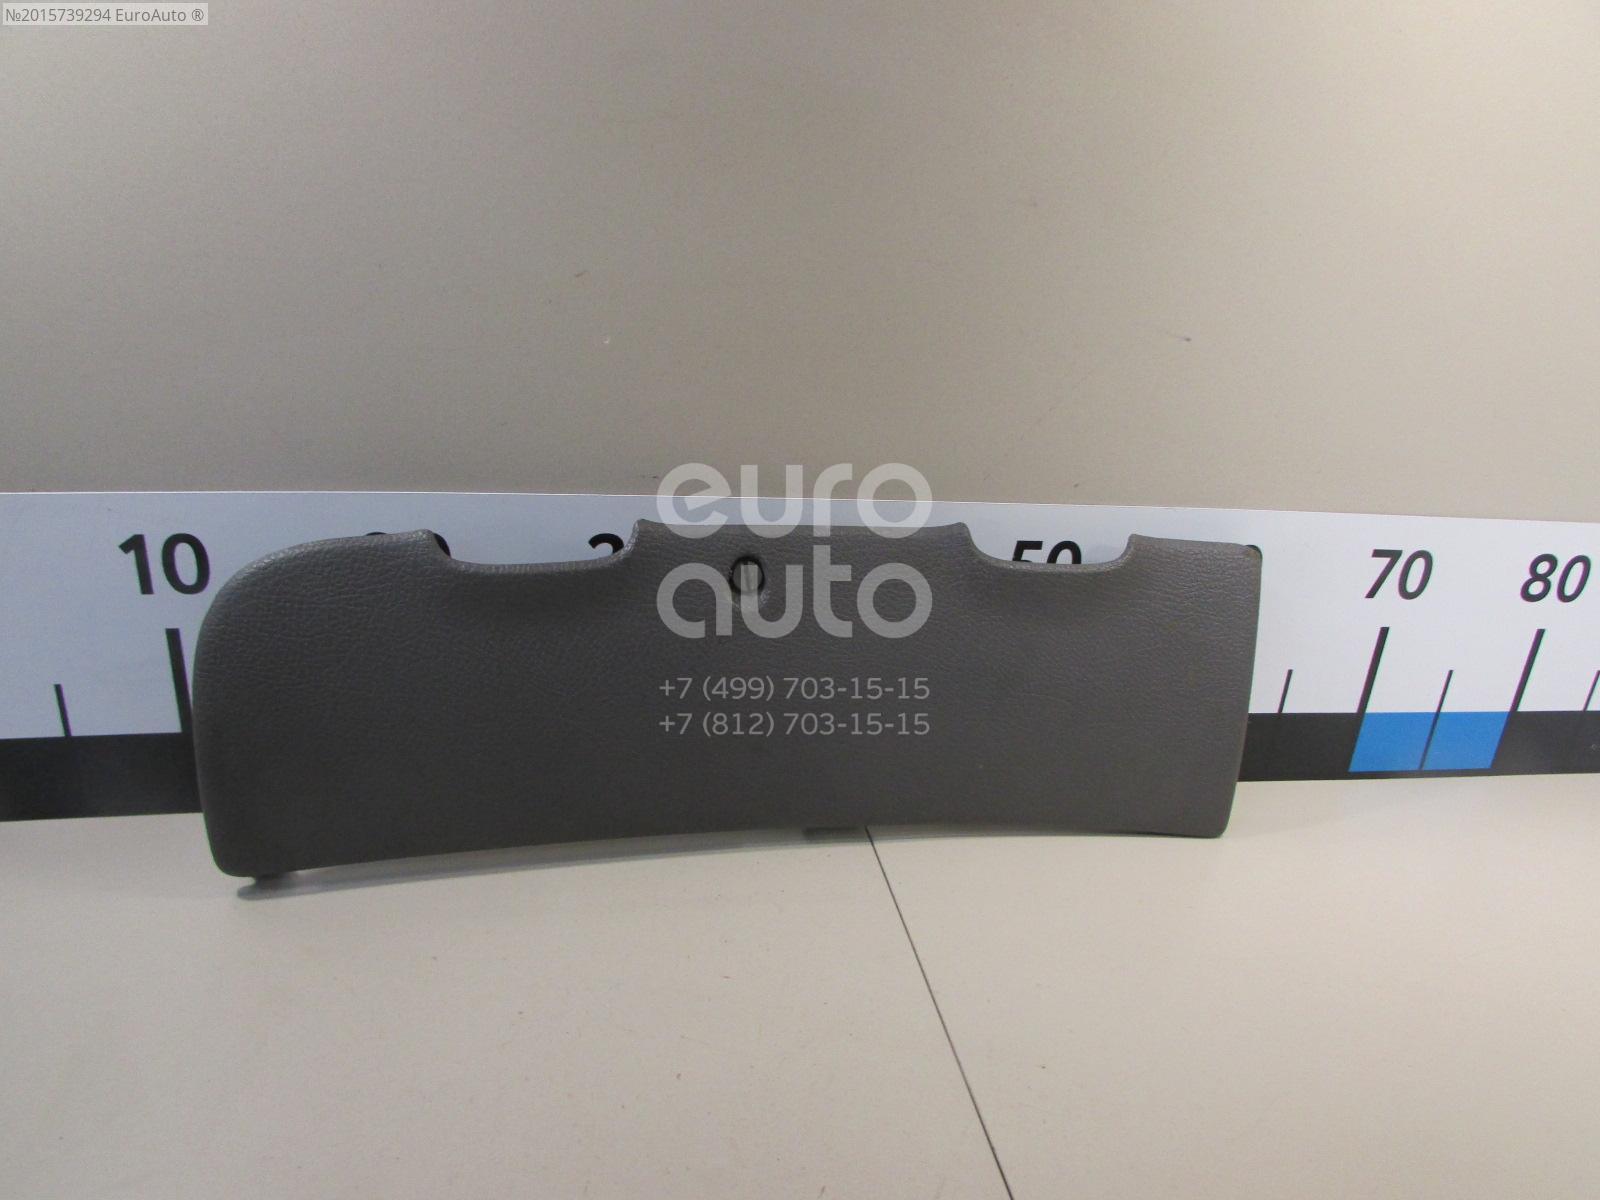 №2015739294 EuroAuto ®
euro
auto
+7 (499) 703-15-15
+7 (812) 703-15-15
10
50
70
80